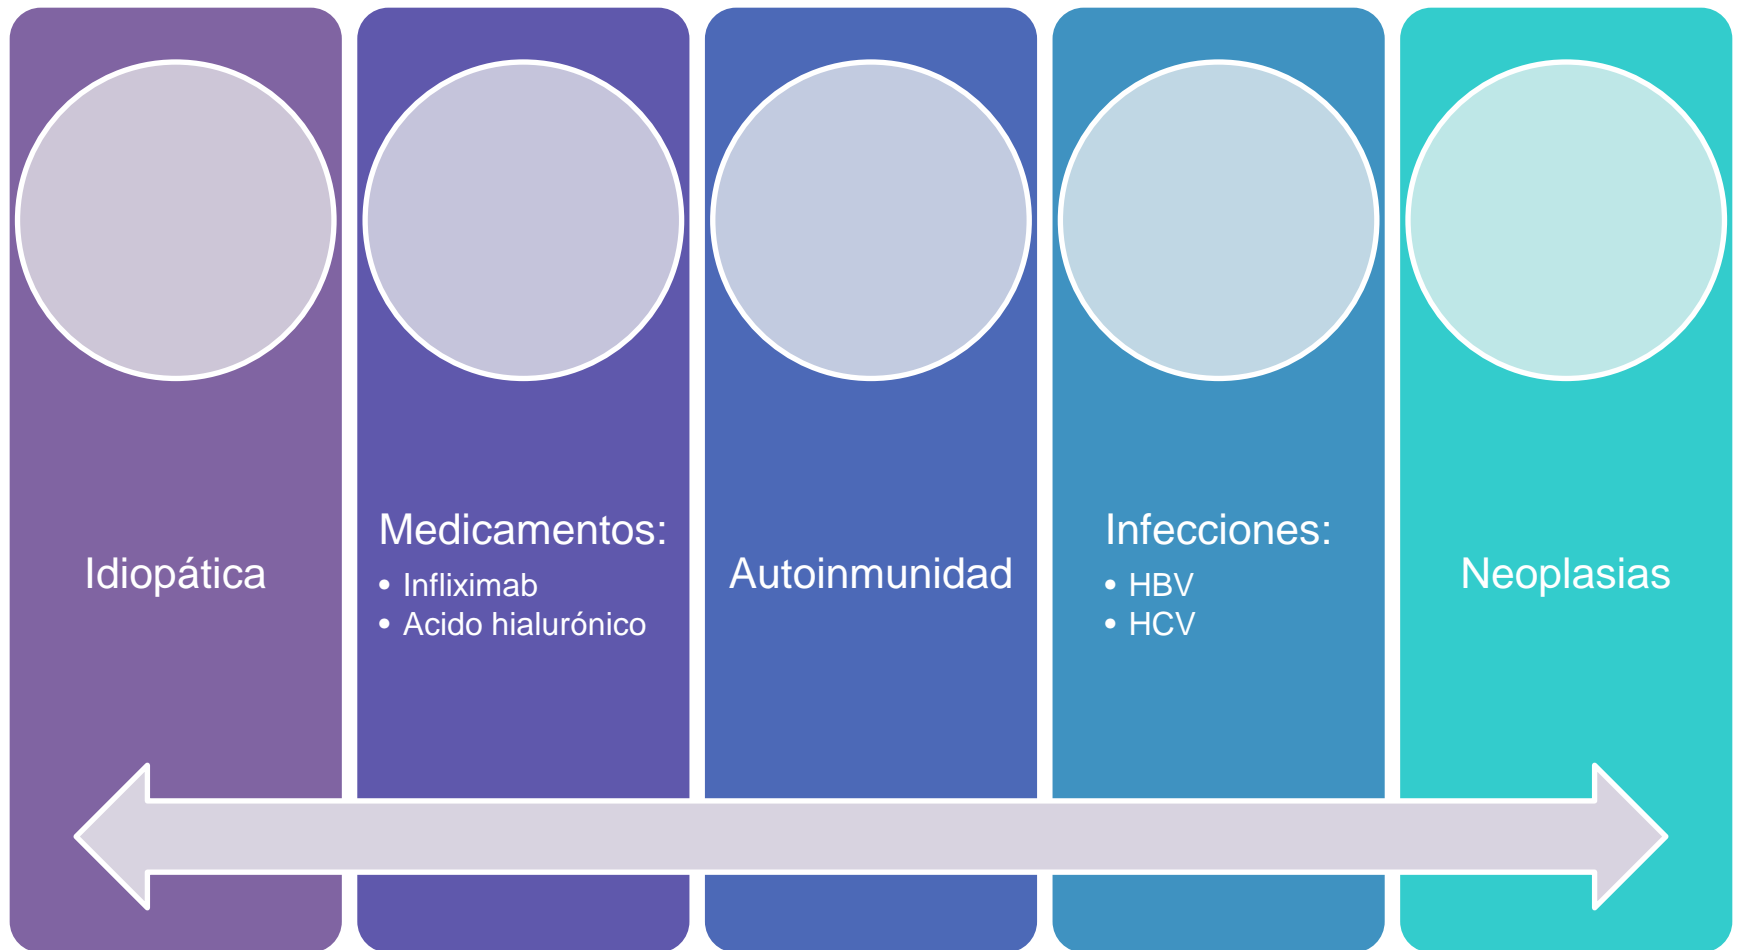 Idiopática
Medicamentos:
• Infliximab
• Acido hialurónico
Autoinmunidad
Infecciones:
• HBV
• HCV
Neoplasias